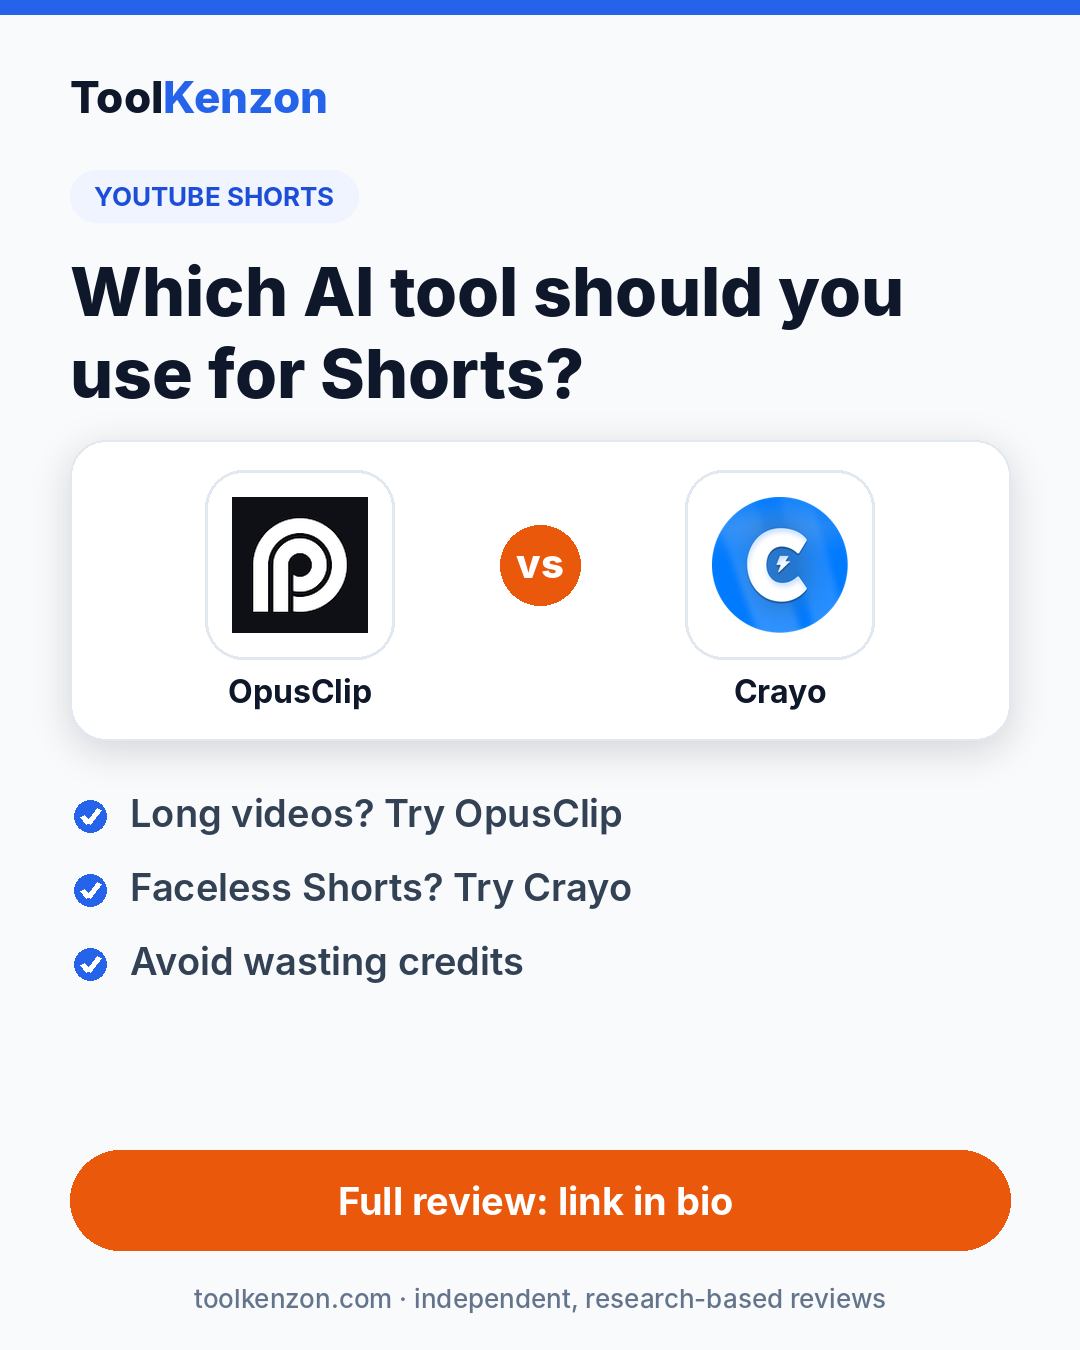 ToolKenzon
YOUTUBE SHORTS
Which AI tool should you
use for Shorts?
VS
OpusClip
Crayo
Long videos? Try OpusClip
Faceless Shorts? Try Crayo
Avoid wasting credits
Full review: link in bio
toolkenzon.com · independent, research-based reviews